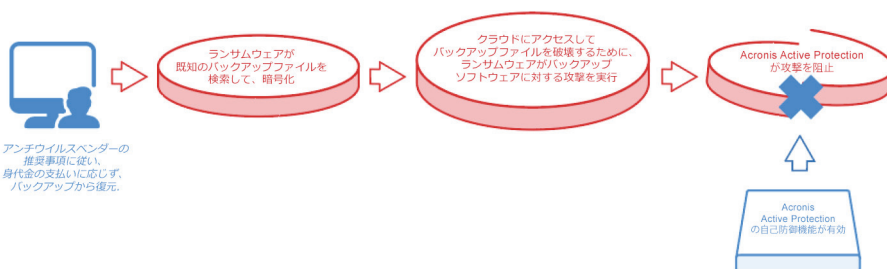 アンチウイルスベンダーの
推奨事項に従い、
身代金の支払いに応じず、
バックアップから復元.
ランサムウェアが
既知のバックアップファイルを
検索して、暗号化
クラウドにアクセスして
バックアップファイルを破壊するために、
ランサムウェアがバックアップ
ソフトウェアに対する攻撃を実行
Acronis Active Protection
が攻撃を阻止
Acronis
Active Protection
の自己防御機能が有効